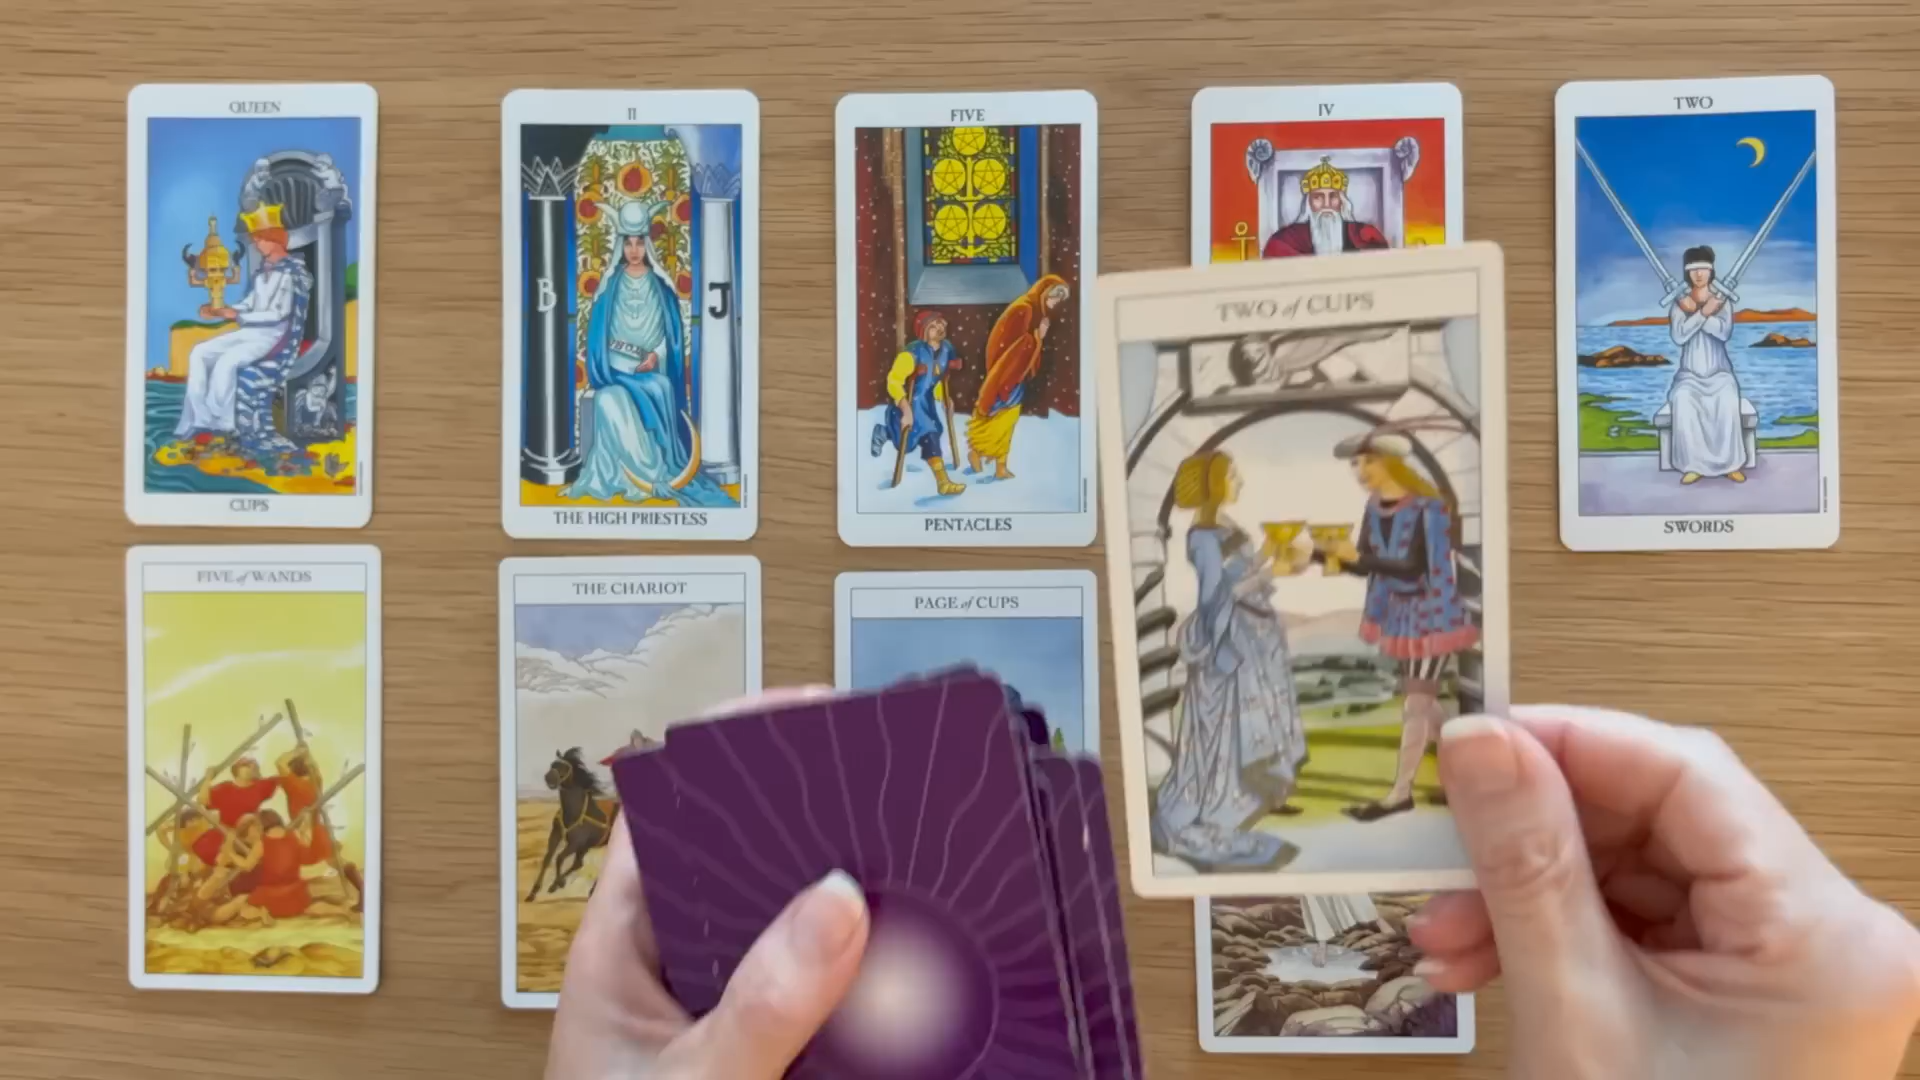 QUEEN
CUPS
II
B
J
THE HIGH PRIESTESS
FIVE
PENTACLES
IV
TWO
SWORDS
TWO of CUPS
FIVE of WANDS
THE CHARIOT
PAGE of CUPS